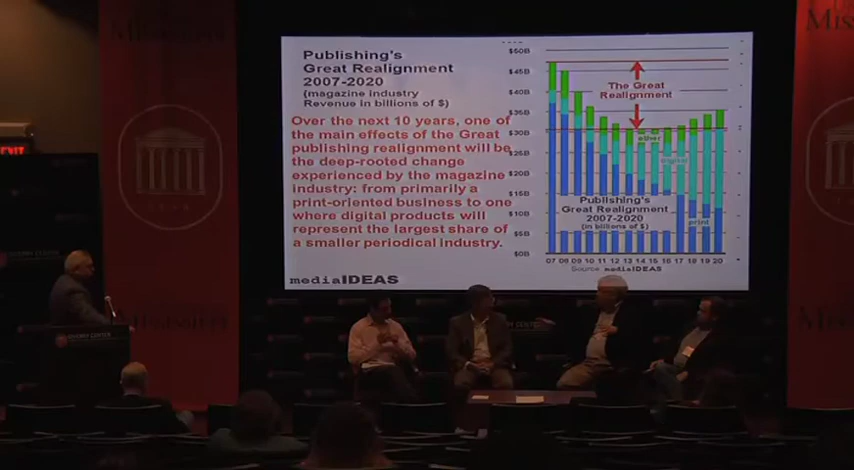 Publishing's
Great Realignment
2007-2020
(magazine industry
Revenue in billions of $)
Over the next 10 years, one of
the main effects of the Great
publishing realignment will be
the deep-rooted change
experienced by the magazine
industry: from primarily a
print-oriented business to one
where digital products will
represent the largest share of
a smaller periodical industry.
mediaIDEAS
$50B
$45B
$40B
$35B
$30B
$25B
$20B
$150
$100
$5B
$0B
The Great
Realignment
other
Digital
print
Publishing's
Great Realignment
2007-2020
(in billions of $)
07 08 09 10 11 12 13 14 15 16 17 18 19 20
Source mediaIDEAS
EXIT